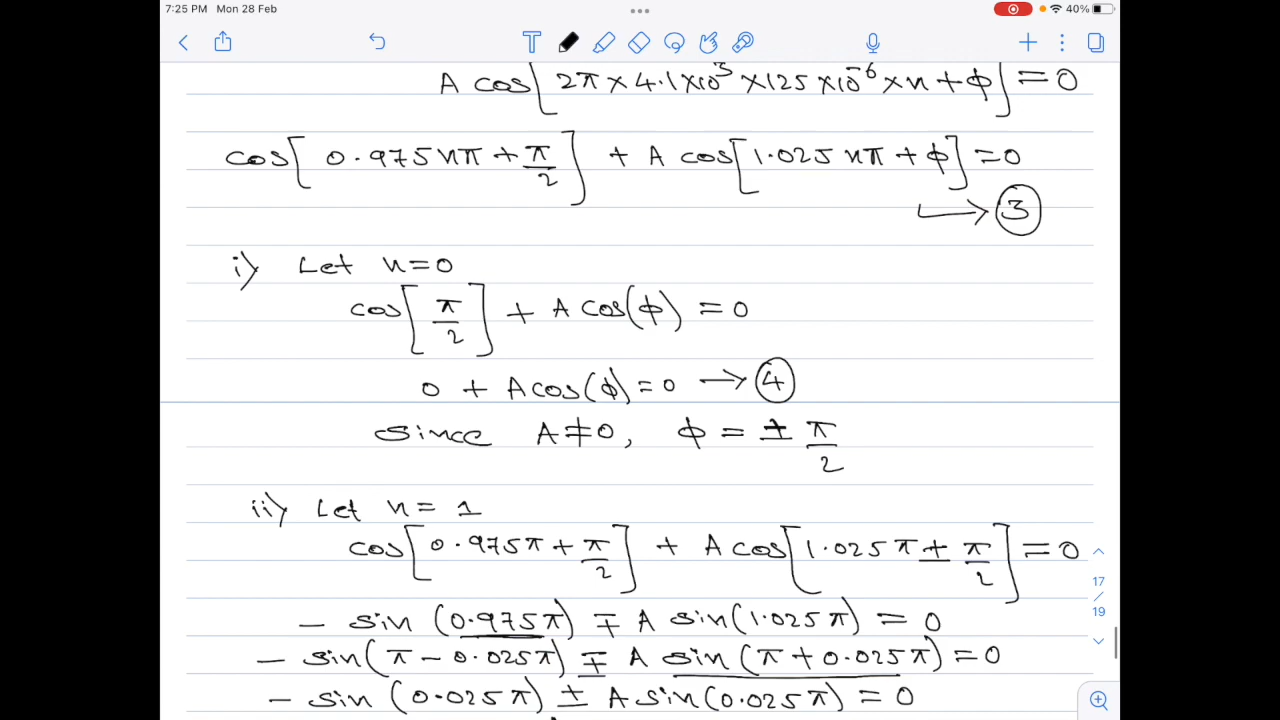 7:25 PM Mon 28 Feb
40%
A cos[2π × 4.1×10³ × 125 × 10⁻⁶ × n + ϕ] = 0
cos[0.975nπ + π/2] + A cos[1.025 nπ + ϕ] = 0
↳ ③
i) Let n=0
cos[π/2] + A cos(ϕ) = 0
0 + A cos(ϕ) = 0 → ④
since A≠0, ϕ = ± π/2
ii) Let n = 1
cos[0.975π + π/2] + A cos[1.025π ± π/2] = 0
17
/
19
- sin (0.975π) ∓ A sin(1.025π) = 0
- sin(π - 0.025π) ∓ A sin (π + 0.025π) = 0
- sin (0.025π) ± A sin(0.025π) = 0